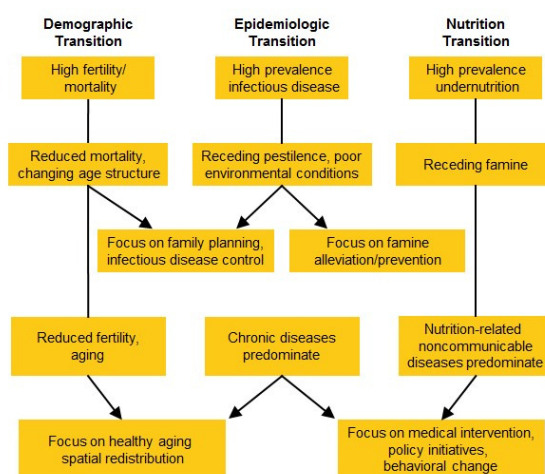 Demographic
Transition
Epidemiologic
Transition
Nutrition
Transition
High fertility/
mortality
High prevalence
infectious disease
High prevalence
undernutrition
Reduced mortality,
changing age structure
Receding pestilence, poor
environmental conditions
Receding famine
Focus on family planning,
infectious disease control
Focus on famine
alleviation/prevention
Reduced fertility,
aging
Chronic diseases
predominate
Nutrition-related
noncommunicable
diseases predominate
Focus on healthy aging
spatial redistribution
Focus on medical intervention,
policy initiatives,
behavioral change